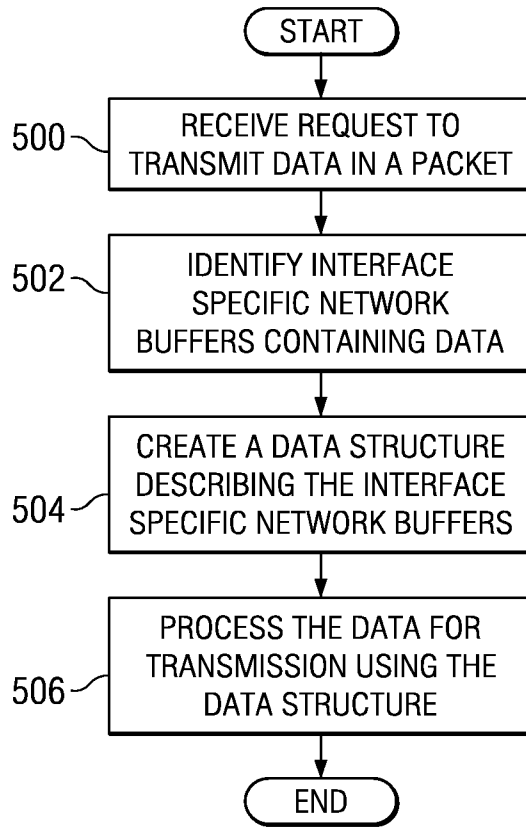 START
500
RECEIVE REQUEST TO
TRANSMIT DATA IN A PACKET
502
IDENTIFY INTERFACE
SPECIFIC NETWORK
BUFFERS CONTAINING DATA
504
CREATE A DATA STRUCTURE
DESCRIBING THE INTERFACE
SPECIFIC NETWORK BUFFERS
506
PROCESS THE DATA FOR
TRANSMISSION USING THE
DATA STRUCTURE
END